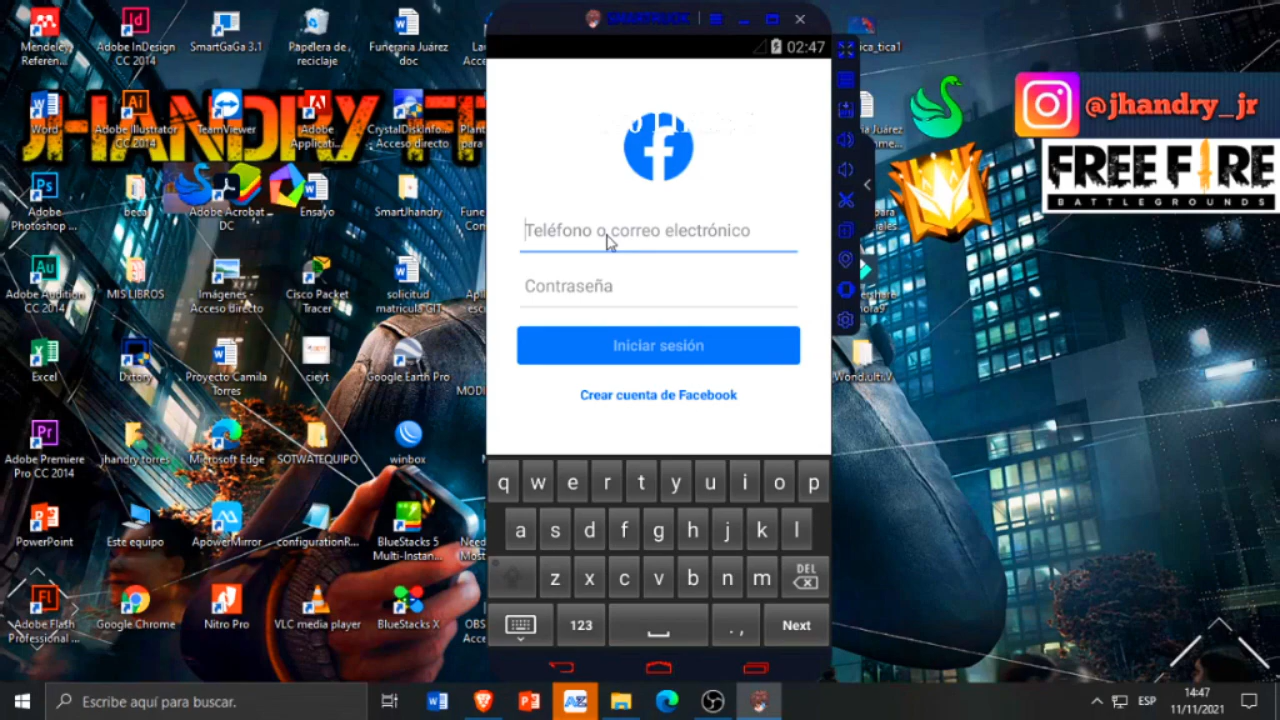 Mendeley
Referen...
Adobe InDesign
CC 2014
SmartGaGa 3.1
Papelera de
reciclaje
Funeraria Juárez
doc
Word
Adobe Illustrator
CC 2014
TeamViewer
Adobe
Applicati...
CrystalDiskInfo...
Acceso directo
JHANDRY
Adobe
Photoshop ...
beca
Adobe Acrobat
DC
Ensayo
SmartJhandry
Adobe Audition
CC 2014
MIS LIBROS
Imágenes -
Acceso directo
Cisco Packet
Tracer
solicitud
matricula GIT
Excel
Dxtory
Proyecto Camila
Torres
cieyt
Google Earth Pro
Adobe Premiere
Pro CC 2014
jhandry torres
Microsoft Edge
SOTWATEQUIPO
winbox
PowerPoint
Este equipo
ApowerMirror
configurationR...
BlueStacks 5
Multi-Instan...
Adobe Flash
Professional ...
Google Chrome
Nitro Pro
VLC media player
BlueStacks X
02:47
Teléfono o correo electrónico
Contraseña
Iniciar sesión
Crear cuenta de Facebook
q w e r t y u i o p
a s d f g h j k l
z x c v b n m DEL
123 . , Next
@jhandry_jr
FREE FIRE
BATTLEGROUNDS
Escribe aquí para buscar.
ESP
14:47
11/11/2021